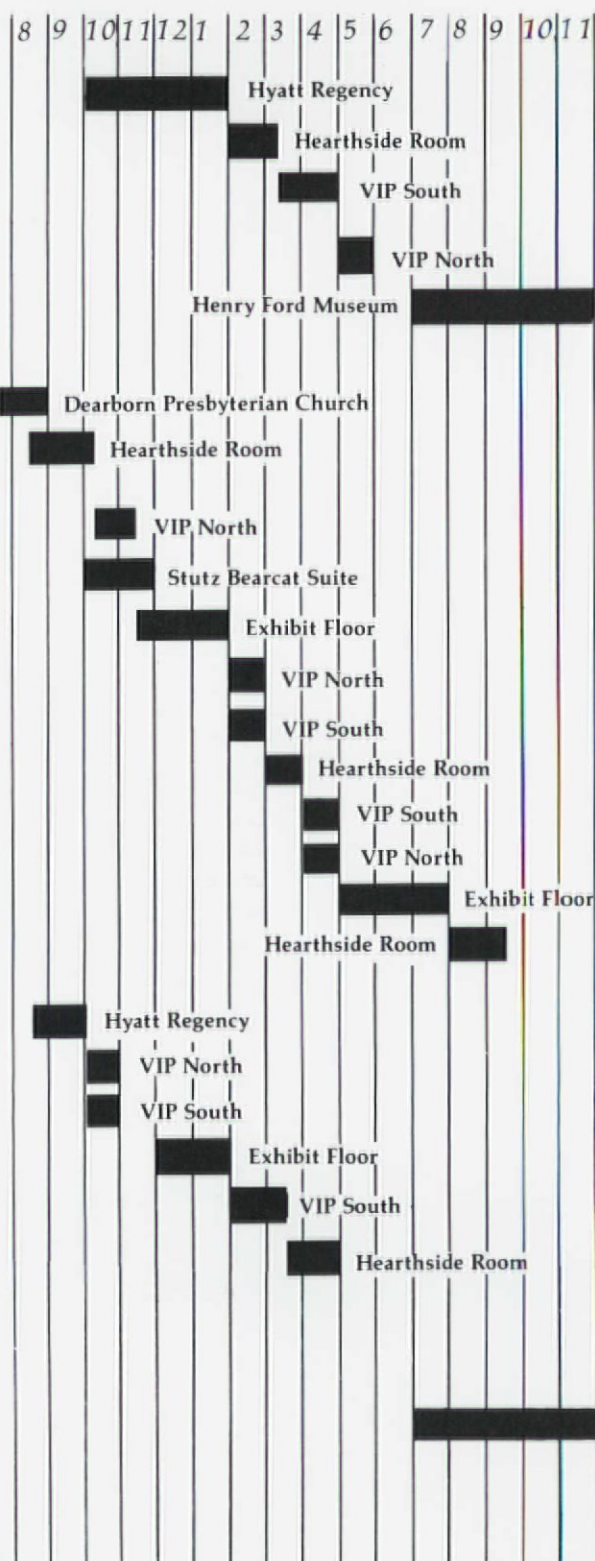 8 9 10 11 12 1 2 3 4 5 6 7 8 9 10 11 1
Hyatt Regency
Hearthside Room
VIP South
VIP North
Henry Ford Museum
Dearborn Presbyterian Church
Hearthside Room
VIP North
Stutz Bearcat Suite
Exhibit Floor
VIP North
VIP South
Hearthside Room
VIP South
VIP North
Exhibit Floor
Hearthside Room
Hyatt Regency
VIP North
VIP South
Exhibit Floor
VIP South
Hearthside Room